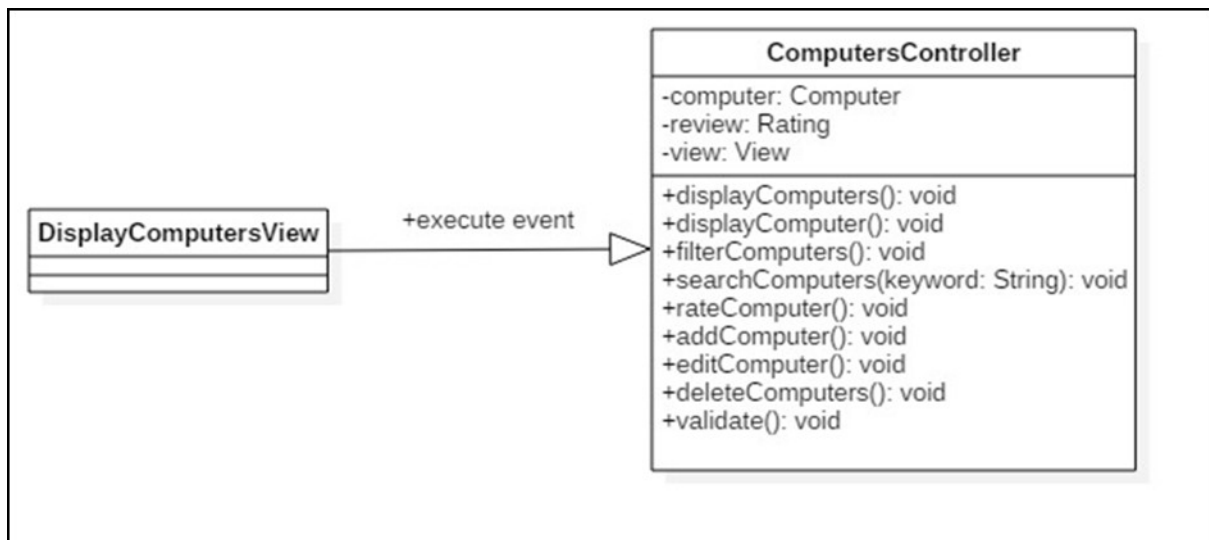 DisplayComputersView
+execute event
ComputersController
-computer: Computer
-review: Rating
-view: View
+displayComputers(): void
+displayComputer(): void
+filterComputers(): void
+searchComputers(keyword: String): void
+rateComputer(): void
+addComputer(): void
+editComputer(): void
+deleteComputers(): void
+validate(): void